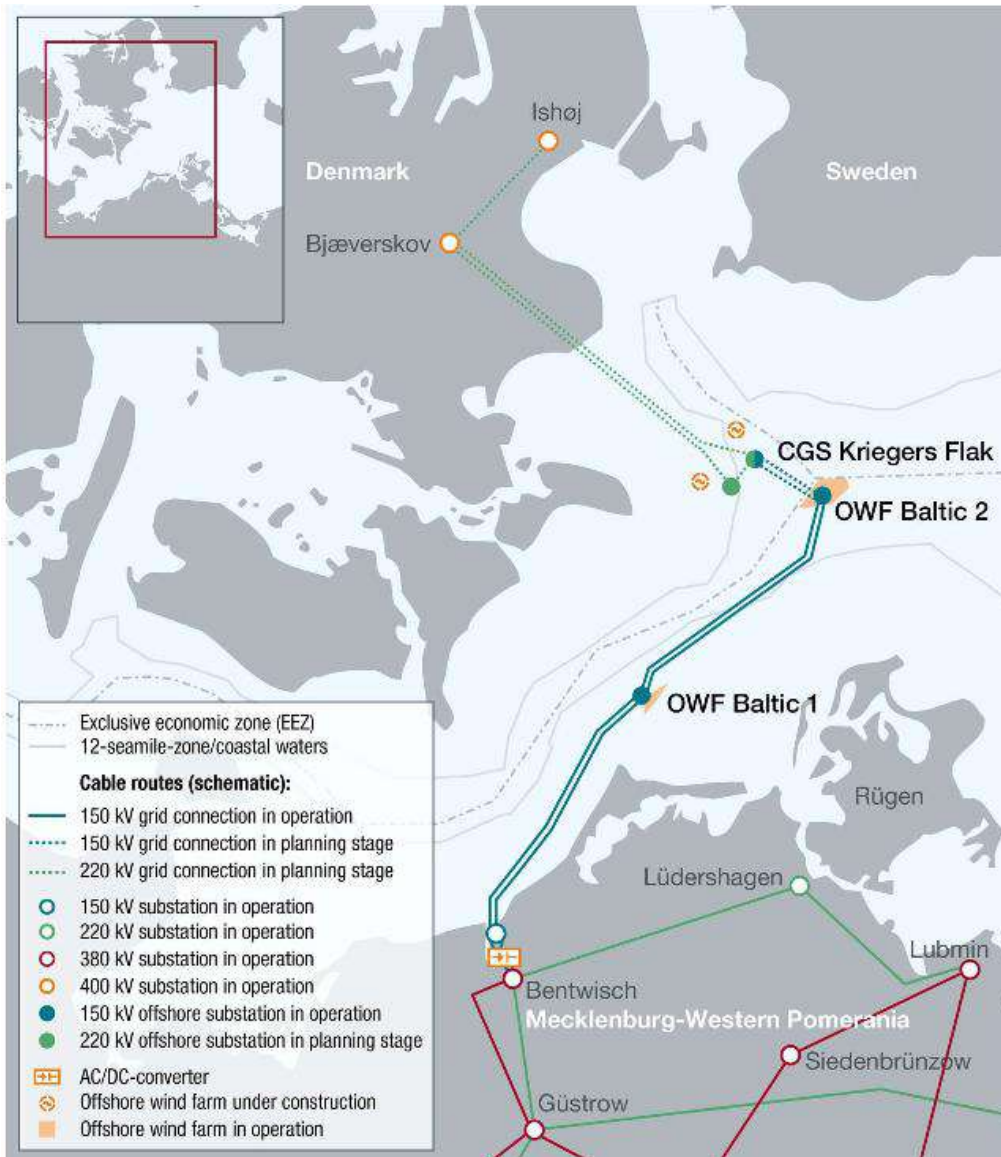 Ishøj
Denmark
Sweden
Bjæverskov
CGS Kriegers Flak
OWF Baltic 2
OWF Baltic 1
Rügen
Lüdershagen
Lubmin
Bentwisch
Mecklenburg-Western Pomerania
Siedenbrünzow
Güstrow
Exclusive economic zone (EEZ)
12-seamile-zone/coastal waters
Cable routes (schematic):
150 kV grid connection in operation
150 kV grid connection in planning stage
220 kV grid connection in planning stage
150 kV substation in operation
220 kV substation in operation
380 kV substation in operation
400 kV substation in operation
150 kV offshore substation in operation
220 kV offshore substation in planning stage
AC/DC-converter
Offshore wind farm under construction
Offshore wind farm in operation